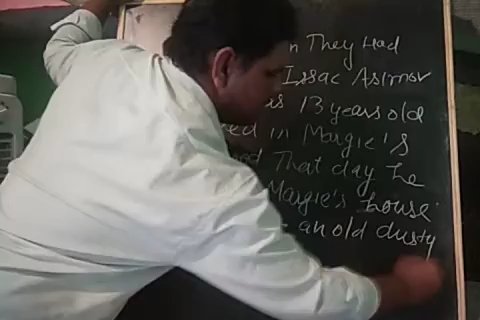 n They Had
Issac Asimov
is 13 years old
ed in Margie's
That day he
Margie's house
an old dusty